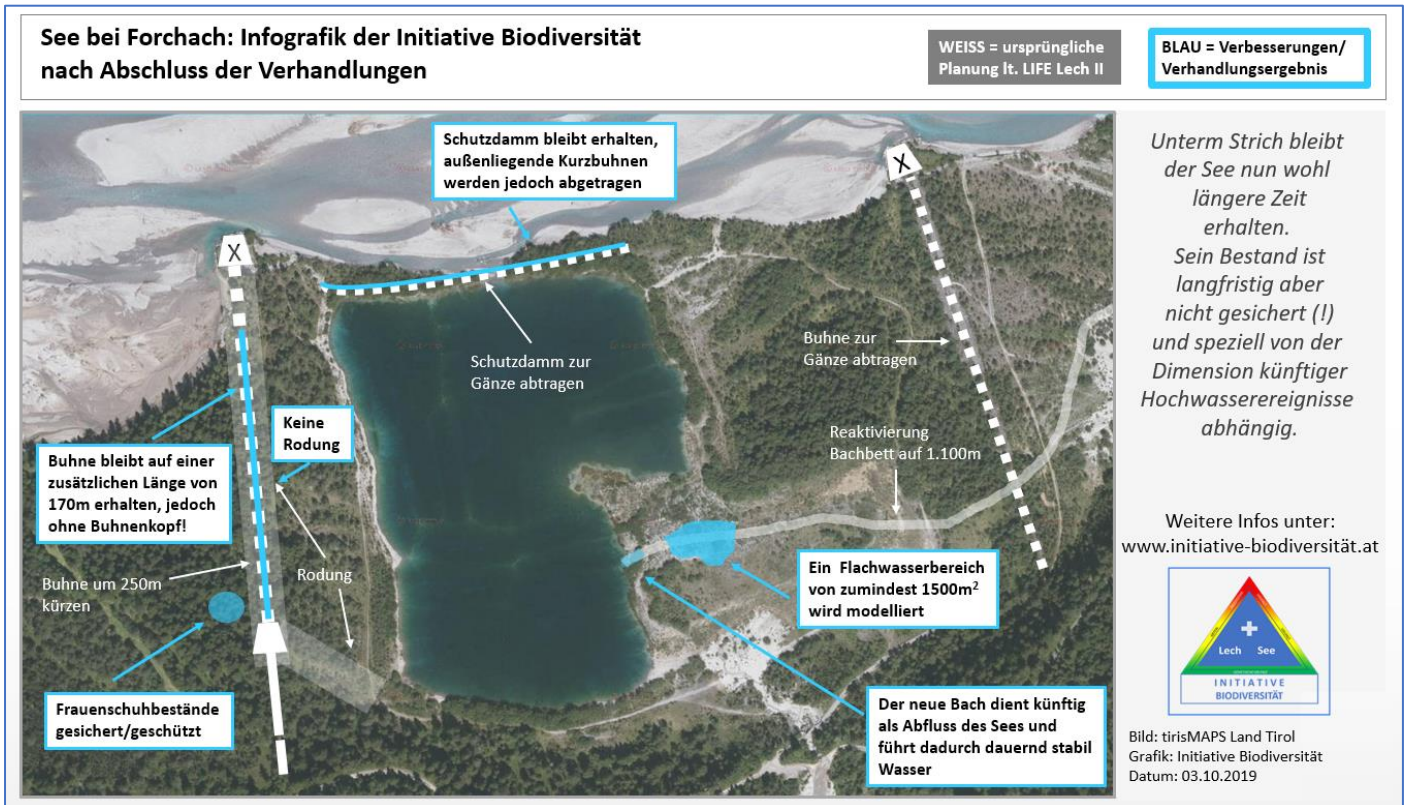 See bei Forchach: Infografik der Initiative Biodiversität
nach Abschluss der Verhandlungen
WEISS = ursprüngliche
Planung lt. LIFE Lech II
BLAU = Verbesserungen/
Verhandlungsergebnis
Schutzdamm bleibt erhalten,
außenliegende Kurzbuhnen
werden jedoch abgetragen
X
X
Schutzdamm zur
Gänze abtragen
Buhne zur
Gänze abtragen
Keine
Rodung
Buhne bleibt auf einer
zusätzlichen Länge von
170m erhalten, jedoch
ohne Buhnenkopf!
Reaktivierung
Bachbett auf 1.100m
Buhne um 250m
kürzen
Rodung
Ein Flachwasserbereich
von zumindest 1500m²
wird modelliert
Frauenschuhbestände
gesichert/geschützt
Der neue Bach dient künftig
als Abfluss des Sees und
führt dadurch dauernd stabil
Wasser
Unterm Strich bleibt
der See nun wohl
längere Zeit
erhalten.
Sein Bestand ist
langfristig aber
nicht gesichert (!)
und speziell von der
Dimension künftiger
Hochwasserereignisse
abhängig.
Weitere Infos unter:
www.initiative-biodiversität.at
Lech See
INITIATIVE
BIODIVERSITÄT
Bild: tirisMAPS Land Tirol
Grafik: Initiative Biodiversität
Datum: 03.10.2019